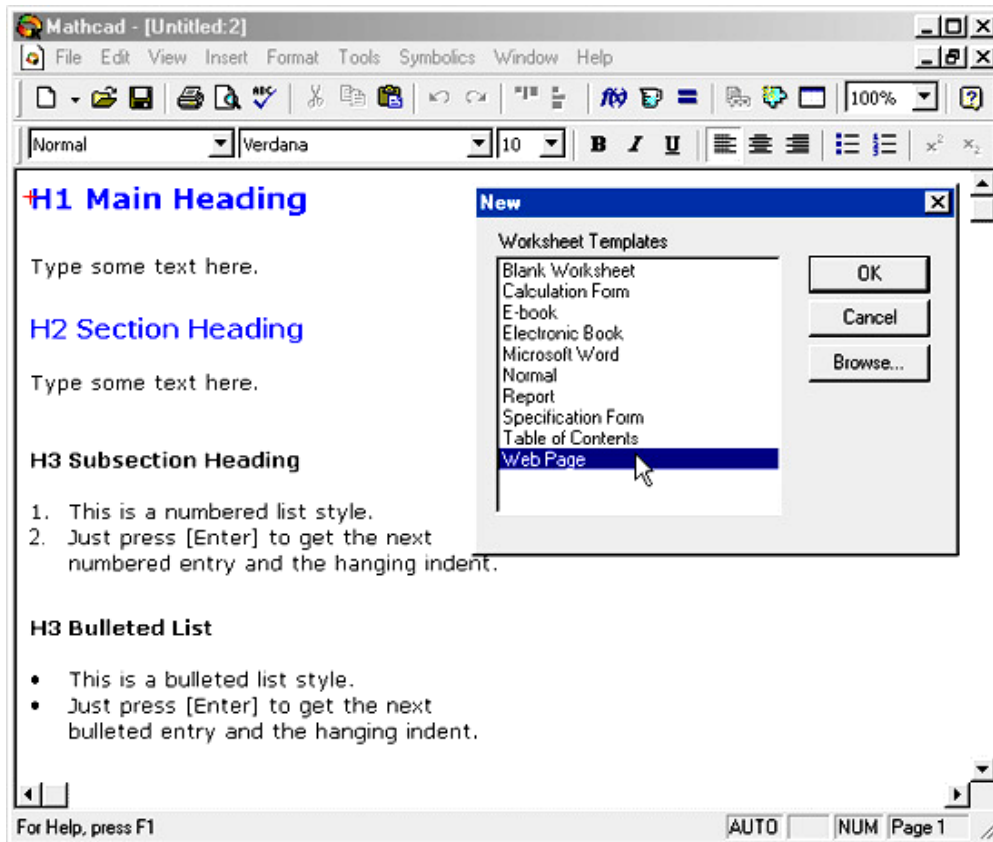 Mathcad - [Untitled:2]
File Edit View Insert Format Tools Symbolics Window Help
100%
Normal Verdana 10 B I U x² x₂
H1 Main Heading
Type some text here.
H2 Section Heading
Type some text here.
H3 Subsection Heading
1. This is a numbered list style.
2. Just press [Enter] to get the next
numbered entry and the hanging indent.
H3 Bulleted List
• This is a bulleted list style.
• Just press [Enter] to get the next
bulleted entry and the hanging indent.
New
Worksheet Templates
Blank Worksheet
Calculation Form
E-book
Electronic Book
Microsoft Word
Normal
Report
Specification Form
Table of Contents
Web Page
OK
Cancel
Browse...
For Help, press F1
AUTO NUM Page 1